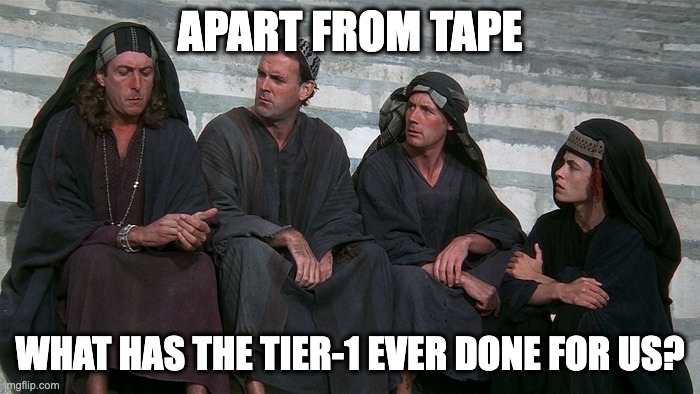 APART FROM TAPE
WHAT HAS THE TIER-1 EVER DONE FOR US?
imgflip.com